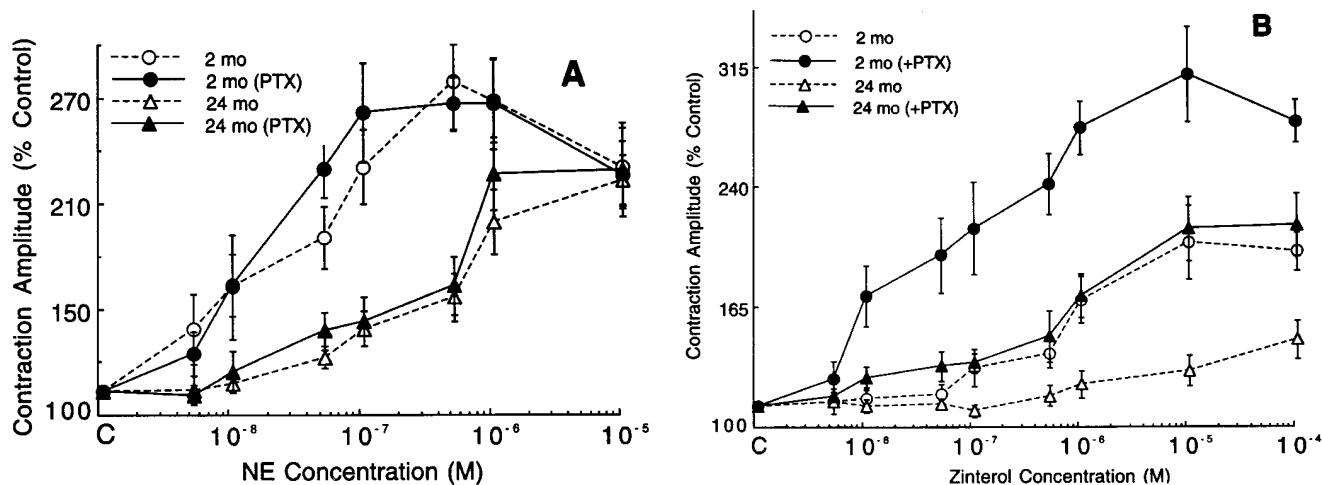 A
2 mo
2 mo (PTX)
24 mo
24 mo (PTX)
Contraction Amplitude (% Control)
270
210
150
100
C
10⁻⁸
10⁻⁷
10⁻⁶
10⁻⁵
NE Concentration (M)
B
2 mo
2 mo (+PTX)
24 mo
24 mo (+PTX)
Contraction Amplitude (% Control)
315
240
165
100
C
10⁻⁸
10⁻⁷
10⁻⁶
10⁻⁵
10⁻⁴
Zinterol Concentration (M)